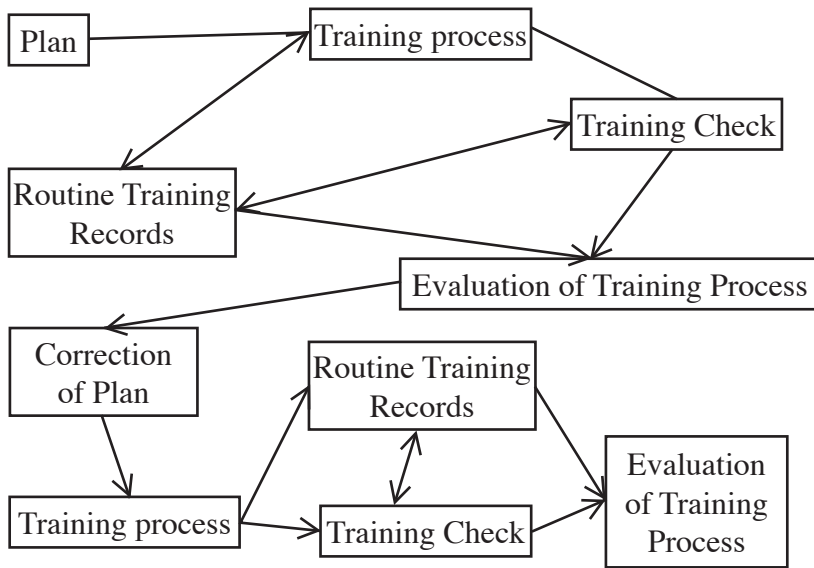 Plan
Training process
Training Check
Routine Training
Records
Evaluation of Training Process
Correction
of Plan
Routine Training
Records
Training process
Training Check
Evaluation
of Training
Process